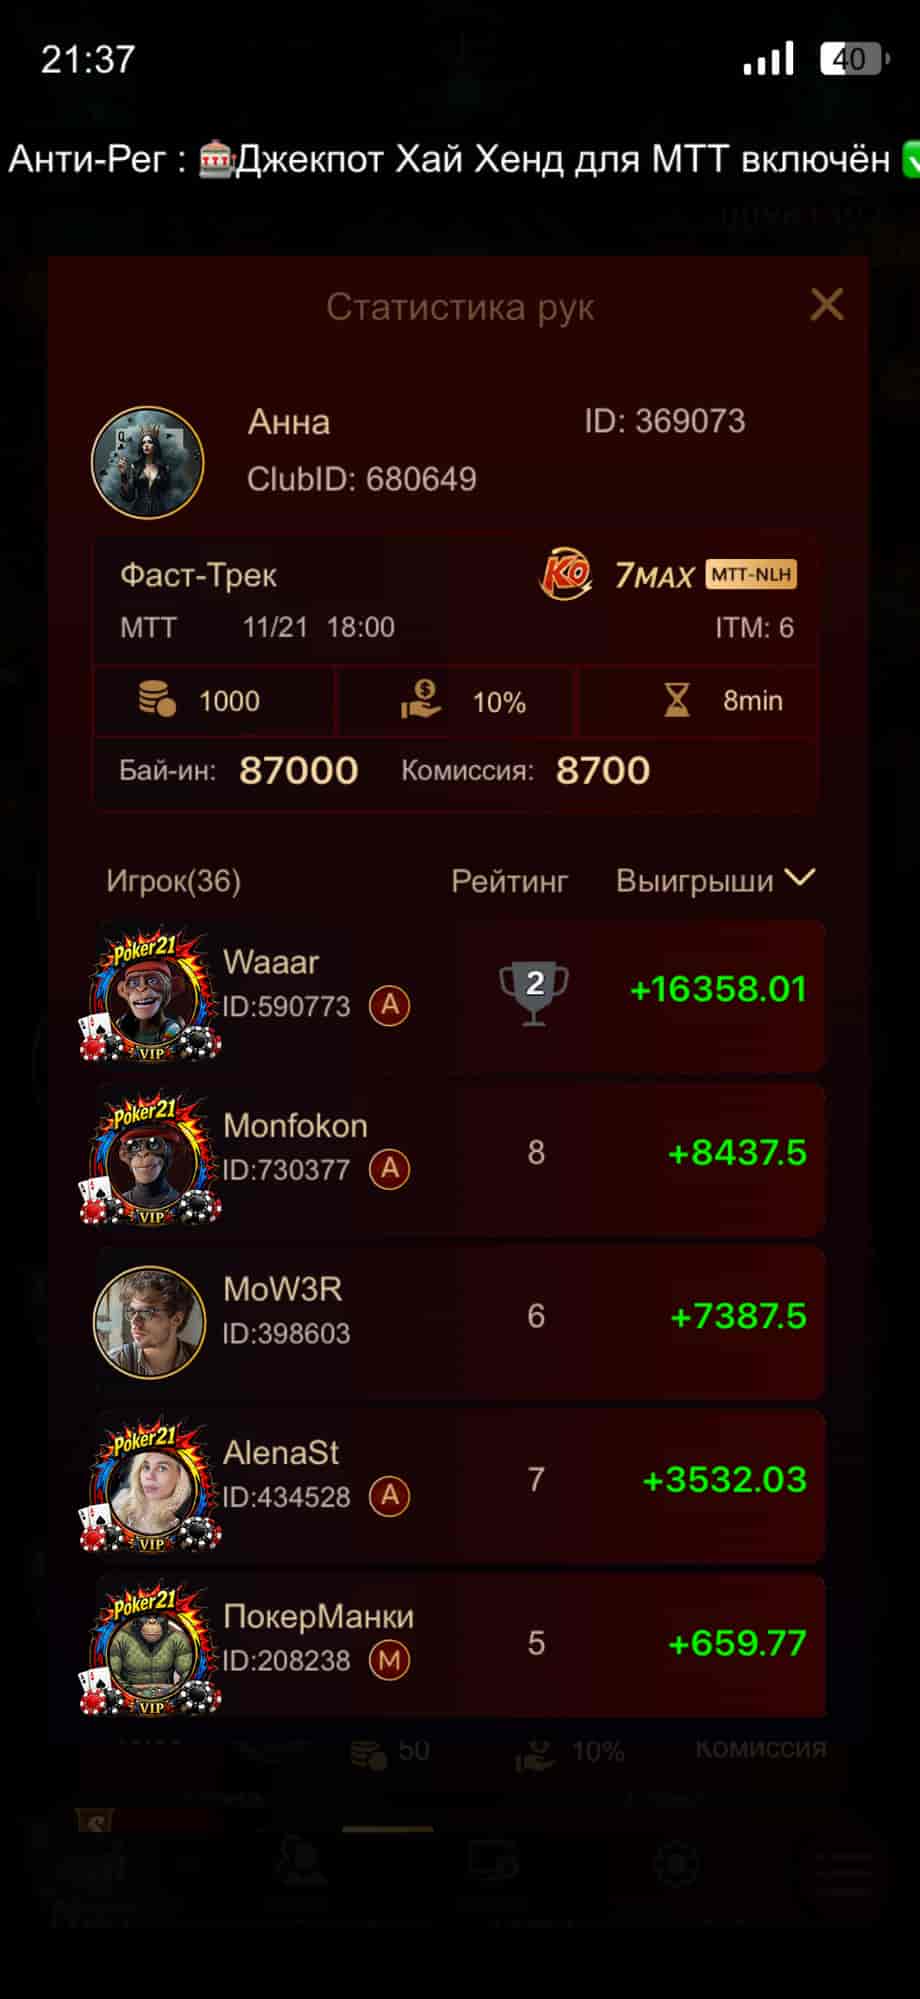 21:37
40
Анти-Рег : Джекпот Хай Хенд для МТТ включён
Статистика рук
Анна
ID: 369073
ClubID: 680649
Фаст-Трек
KO
7MAX
MTT-NLH
MTT
11/21 18:00
ITM: 6
1000
10%
8min
Бай-ин: 87000
Комиссия: 8700
Игрок(36)
Рейтинг
Выигрыши
Poker21
VIP
Waaar
ID:590773
A
2
+16358.01
Poker21
VIP
Monfokon
ID:730377
A
8
+8437.5
MoW3R
ID:398603
6
+7387.5
Poker21
VIP
AlenaSt
ID:434528
A
7
+3532.03
Poker21
VIP
ПокерМанки
ID:208238
M
5
+659.77
50
10%
Комиссия